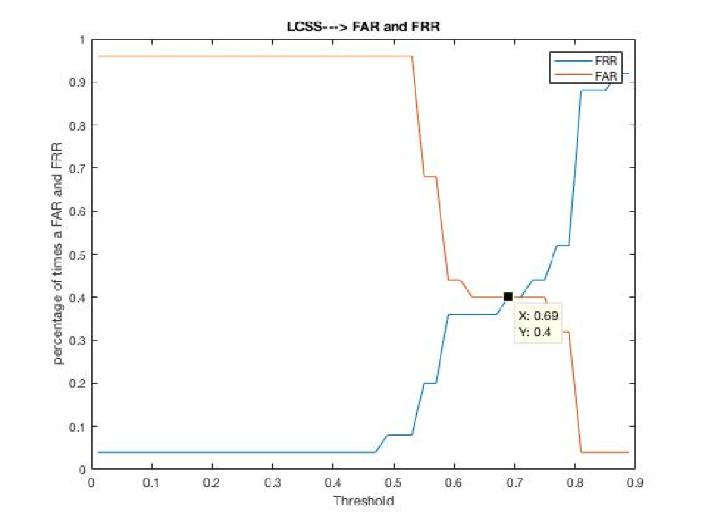 LCSS---> FAR and FRR
FRR
FAR
percentage of times a FAR and FRR
1
0.9
0.8
0.7
0.6
0.5
0.4
0.3
0.2
0.1
0
X: 0.69
Y: 0.4
0 0.1 0.2 0.3 0.4 0.5 0.6 0.7 0.8 0.9
Threshold